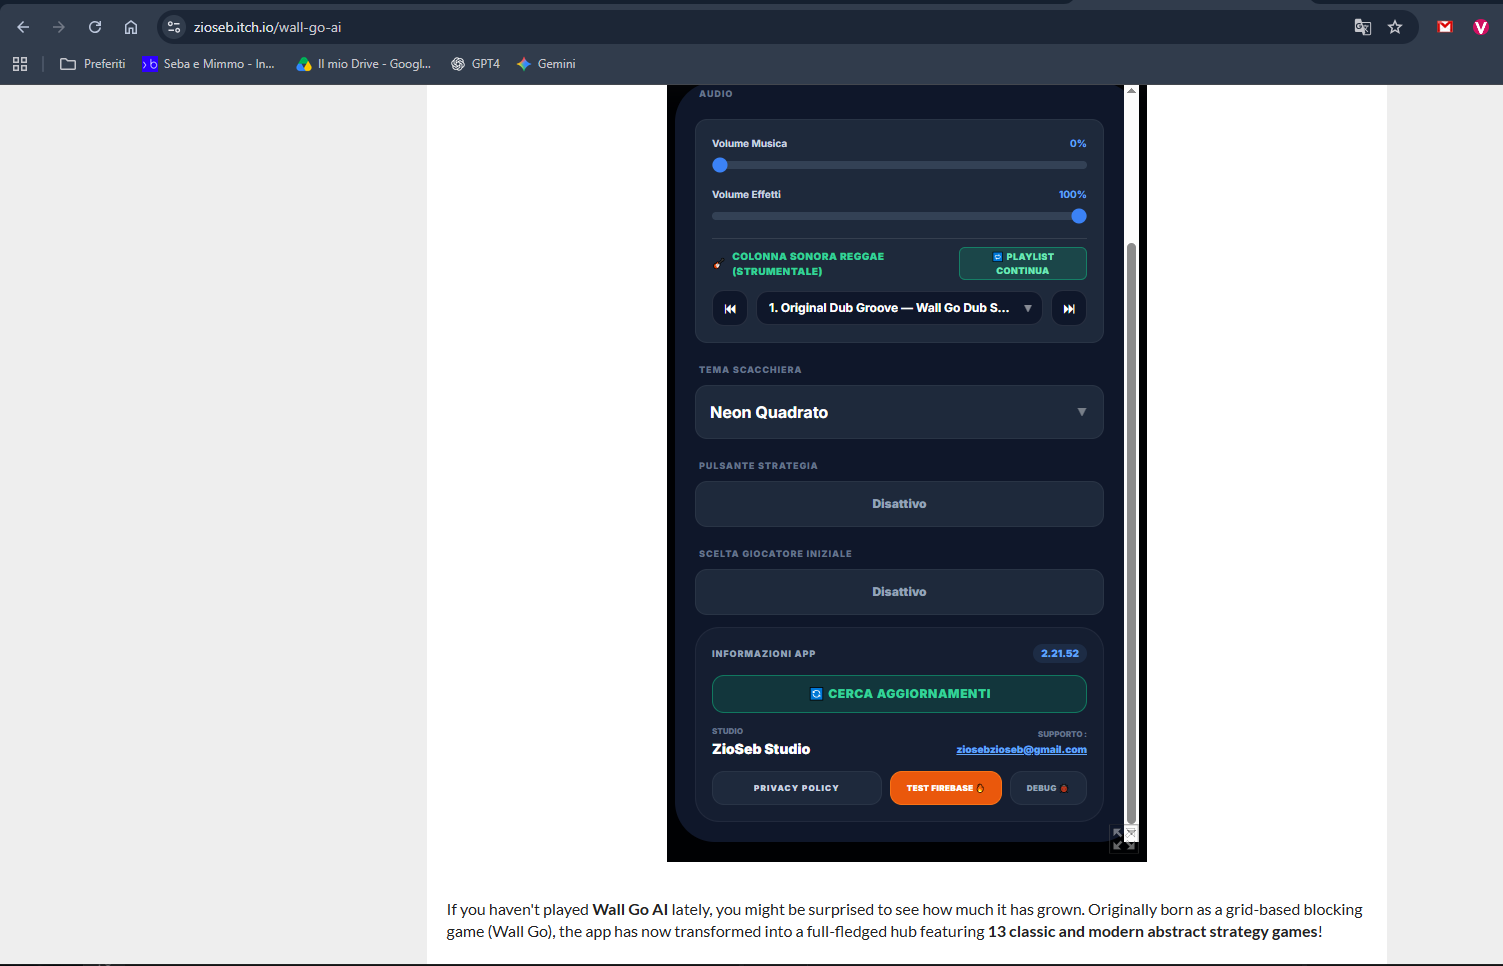 zioseb.itch.io/wall-go-ai
Preferiti
Seba e Mimmo - In...
Il mio Drive - Googl...
GPT4
Gemini
AUDIO
Volume Musica 0%
Volume Effetti 100%
COLONNA SONORA REGGAE
(STRUMENTALE)
PLAYLIST
CONTINUA
1. Original Dub Groove — Wall Go Dub S...
TEMA SCACCHIERA
Neon Quadrato
PULSANTE STRATEGIA
Disattivo
SCELTA GIOCATORE INIZIALE
Disattivo
INFORMAZIONI APP 2.21.52
CERCA AGGIORNAMENTI
STUDIO
ZioSeb Studio
SUPPORTO:
ziosebzioseb@gmail.com
PRIVACY POLICY
TEST FIREBASE
DEBUG
If you haven't played Wall Go AI lately, you might be surprised to see how much it has grown. Originally born as a grid-based blocking
game (Wall Go), the app has now transformed into a full-fledged hub featuring 13 classic and modern abstract strategy games!